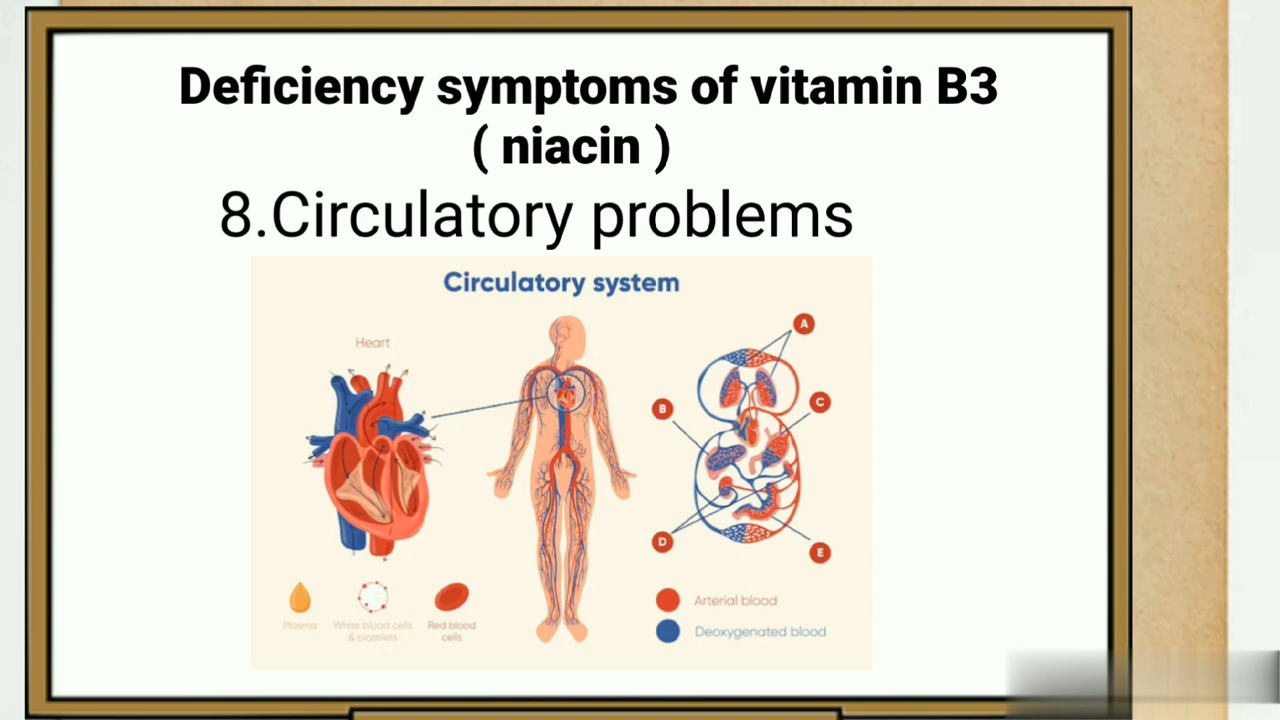 Deficiency symptoms of vitamin B3
( niacin )
8.Circulatory problems
Circulatory system
Heart
A
B
C
D
E
Plasma
White blood cells
& platelets
Red blood
cells
Arterial blood
Deoxygenated blood